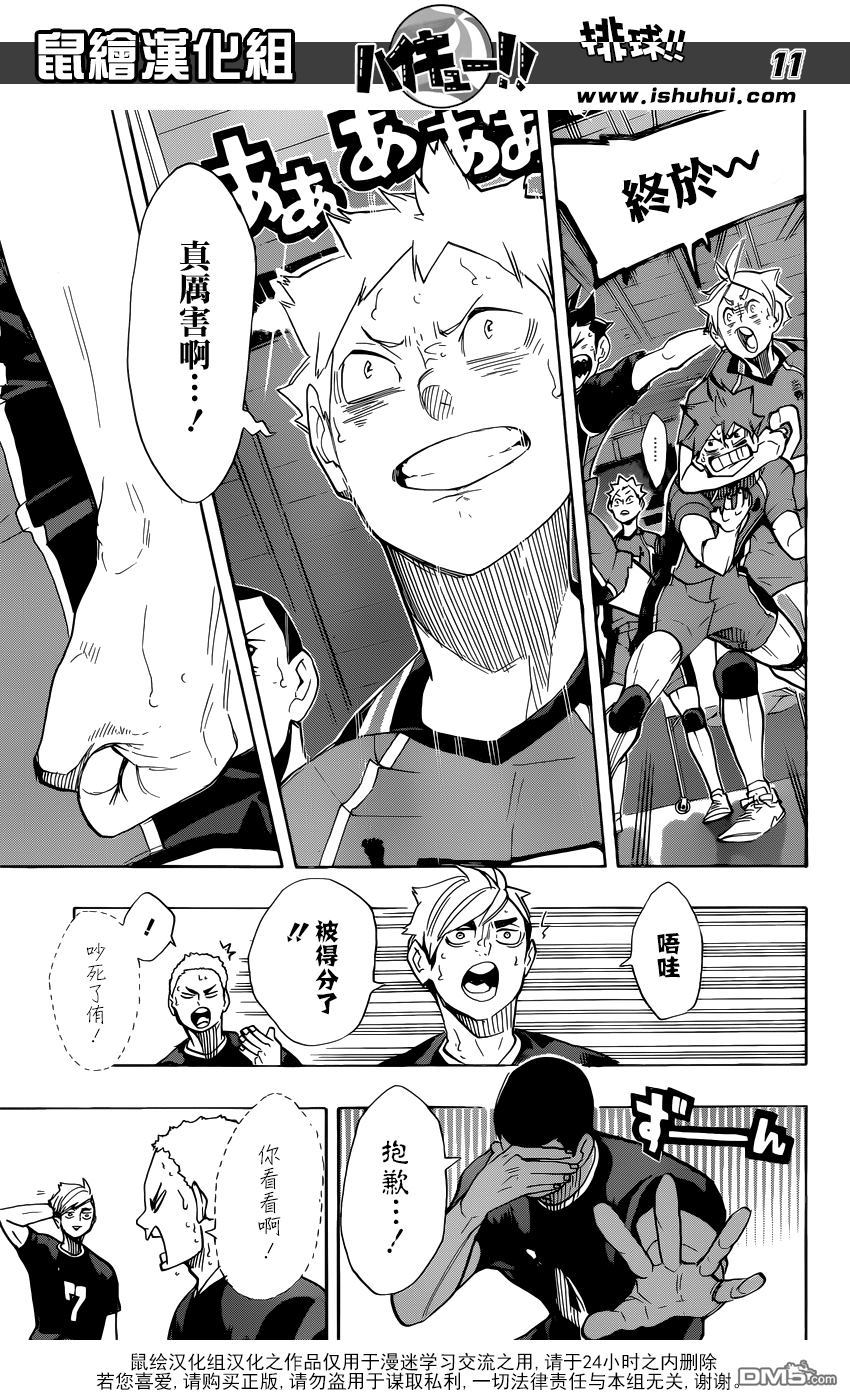 鼠繪漢化組
ハイキュー!!
排球!!
11
www.ishuhui.com
終於～
ああぁあぁあ
真厲害啊…！
……
唔哇
被得分了!!
！
吵死了侑！
ずーーん
抱歉…！
你看看啊！
7
鼠绘汉化组汉化之作品仅用于漫迷学习交流之用, 请于24小时之内删除
若您喜爱, 请购买正版, 请勿盗用于谋取私利, 一切法律责任与本组无关, 谢谢.
DM5.com